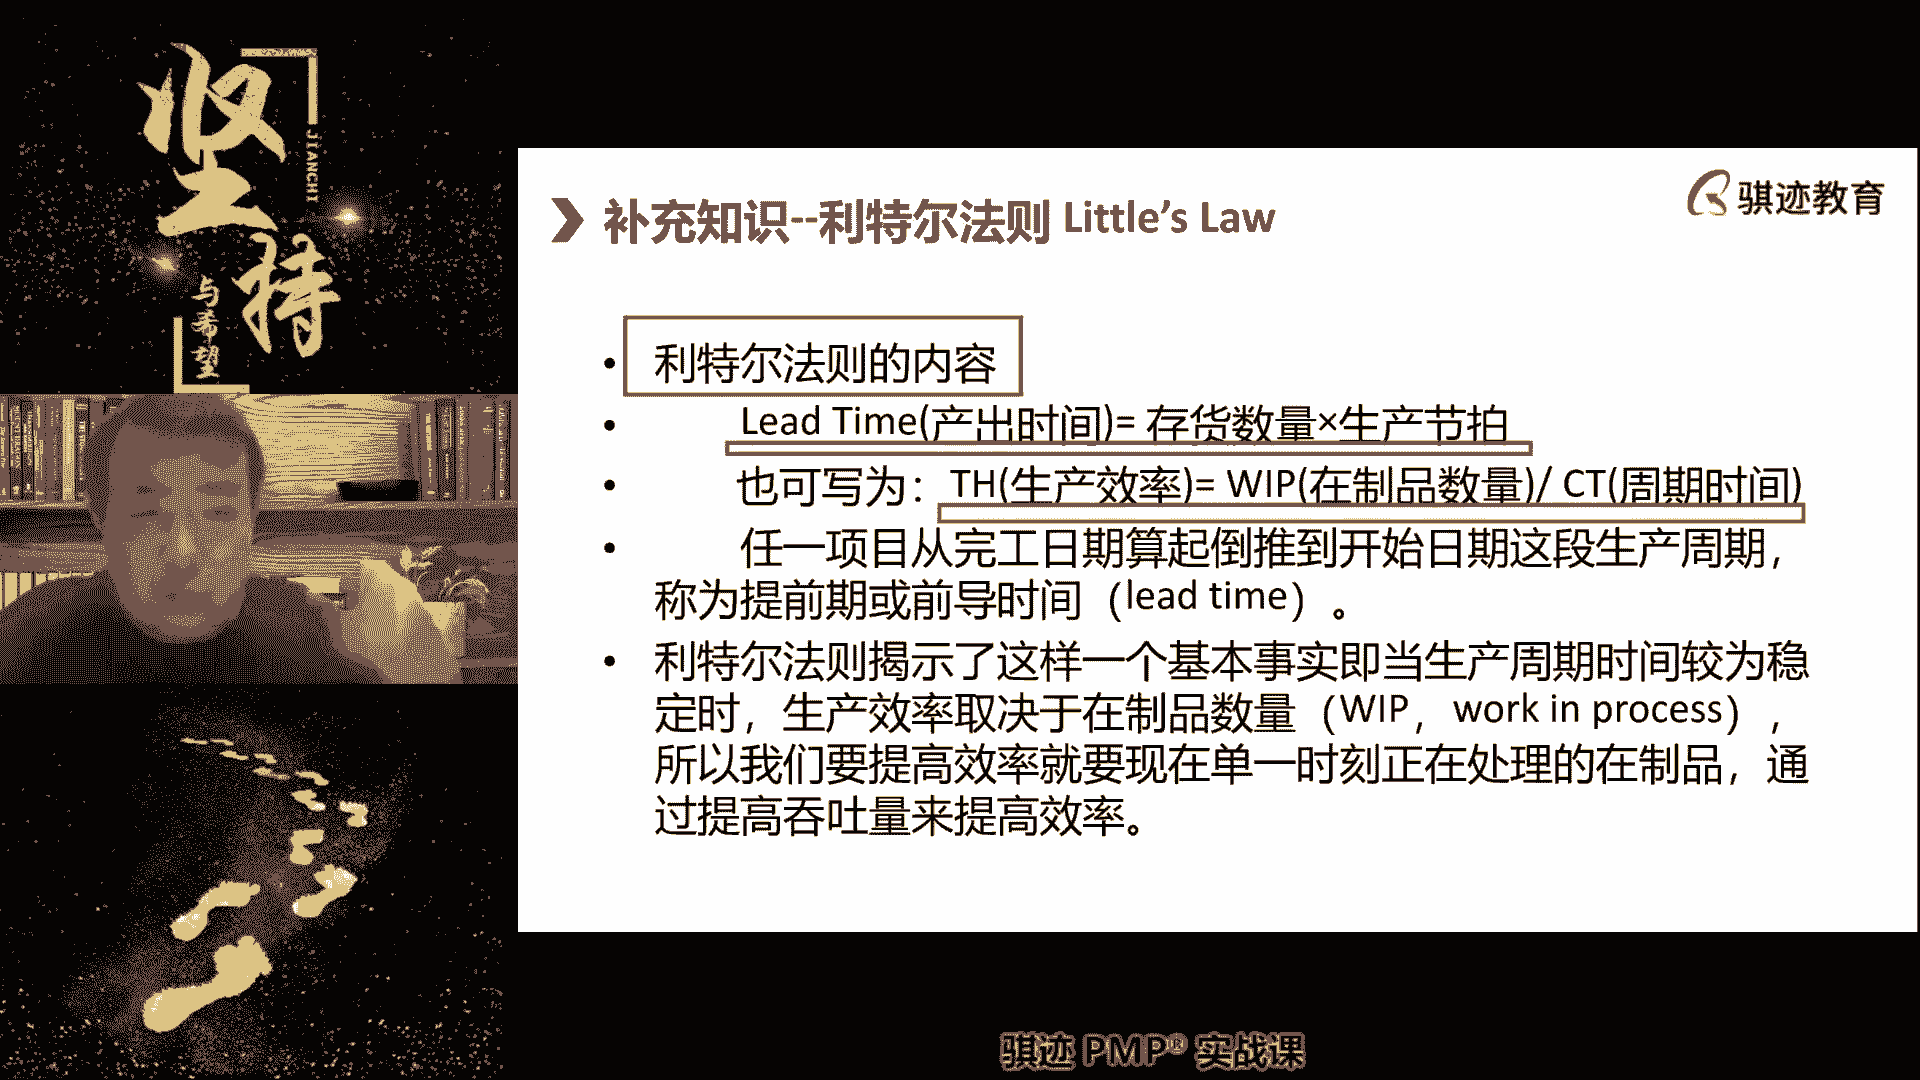 坚持
JIANCHI
与希望
骐迹教育
补充知识--利特尔法则 Little’s Law
• 利特尔法则的内容
• Lead Time(产出时间)= 存货数量×生产节拍
• 也可写为：TH(生产效率)= WIP(在制品数量)/ CT(周期时间)
• 任一项目从完工日期算起倒推到开始日期这段生产周期，
称为提前期或前导时间（lead time）。
• 利特尔法则揭示了这样一个基本事实即当生产周期时间较为稳
定时，生产效率取决于在制品数量（WIP，work in process），
所以我们要提高效率就要现在单一时刻正在处理的在制品，通
过提高吞吐量来提高效率。
骐迹 PMP® 实战课